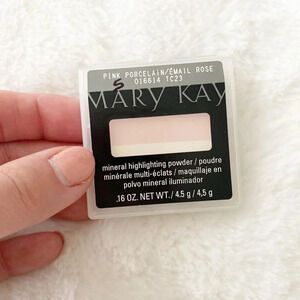 PINK PORCELAIN/ÉMAIL ROSE
016614 TC23
MARY KAY
mineral highlighting powder / poudre
minérale multi-éclats / maquillaje en
polvo mineral iluminador
.16 OZ. NET WT. / 4.5 g / 4,5 g